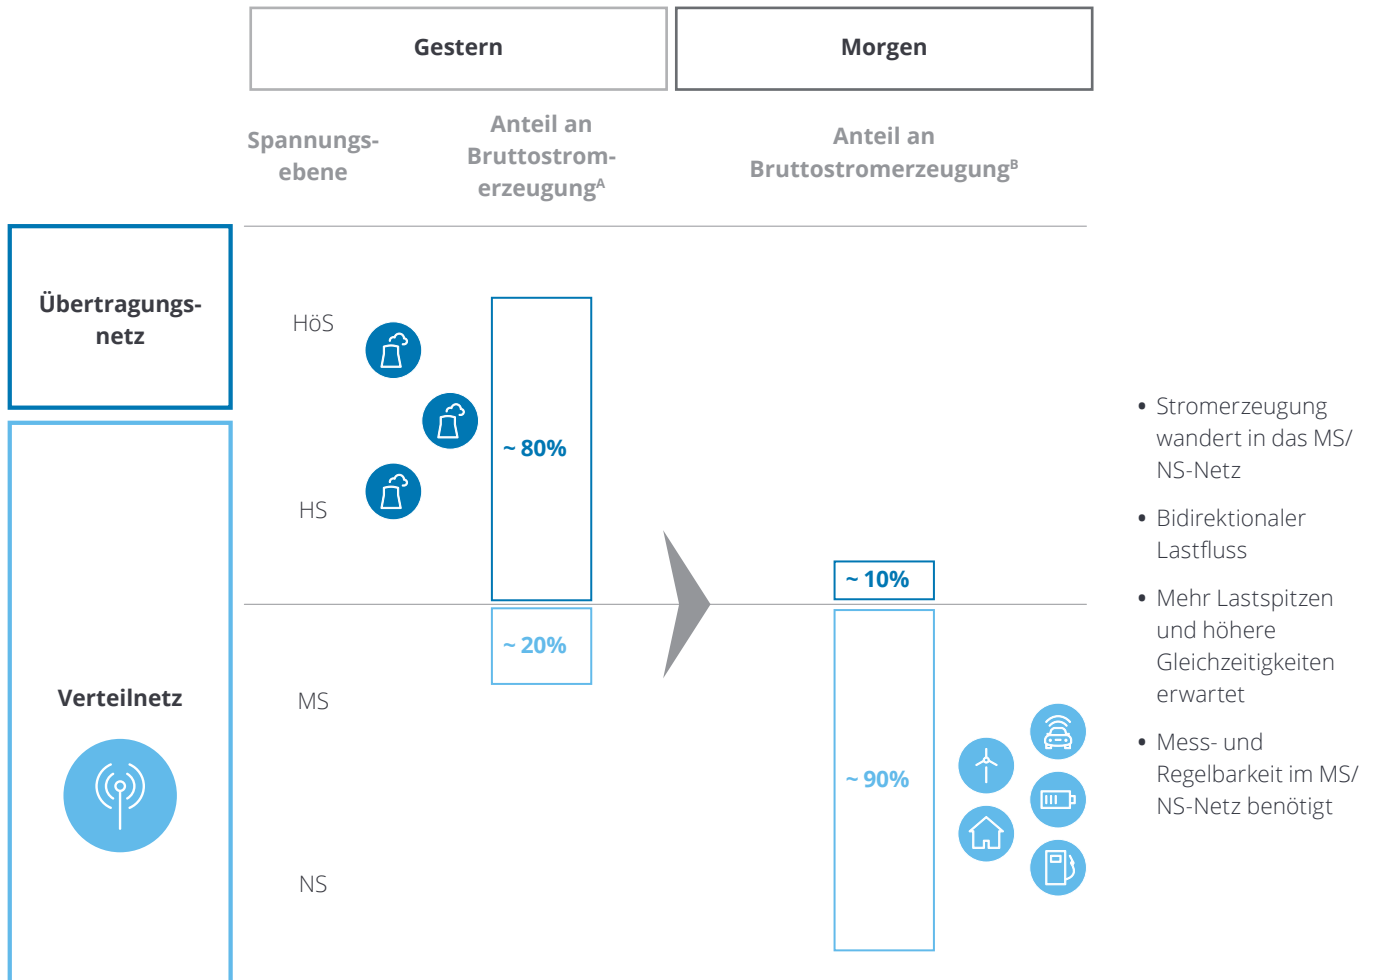 Gestern
Morgen
Spannungs-
ebene
Anteil an
Bruttostrom-
erzeugungᴬ
Anteil an
Bruttostromerzeugungᴮ
Übertragungs-
netz
HöS
HS
~ 80%
~ 10%
Verteilnetz
MS
NS
~ 20%
~ 90%
• Stromerzeugung
wandert in das MS/
NS-Netz
• Bidirektionaler
Lastfluss
• Mehr Lastspitzen
und höhere
Gleichzeitigkeiten
erwartet
• Mess- und
Regelbarkeit im MS/
NS-Netz benötigt